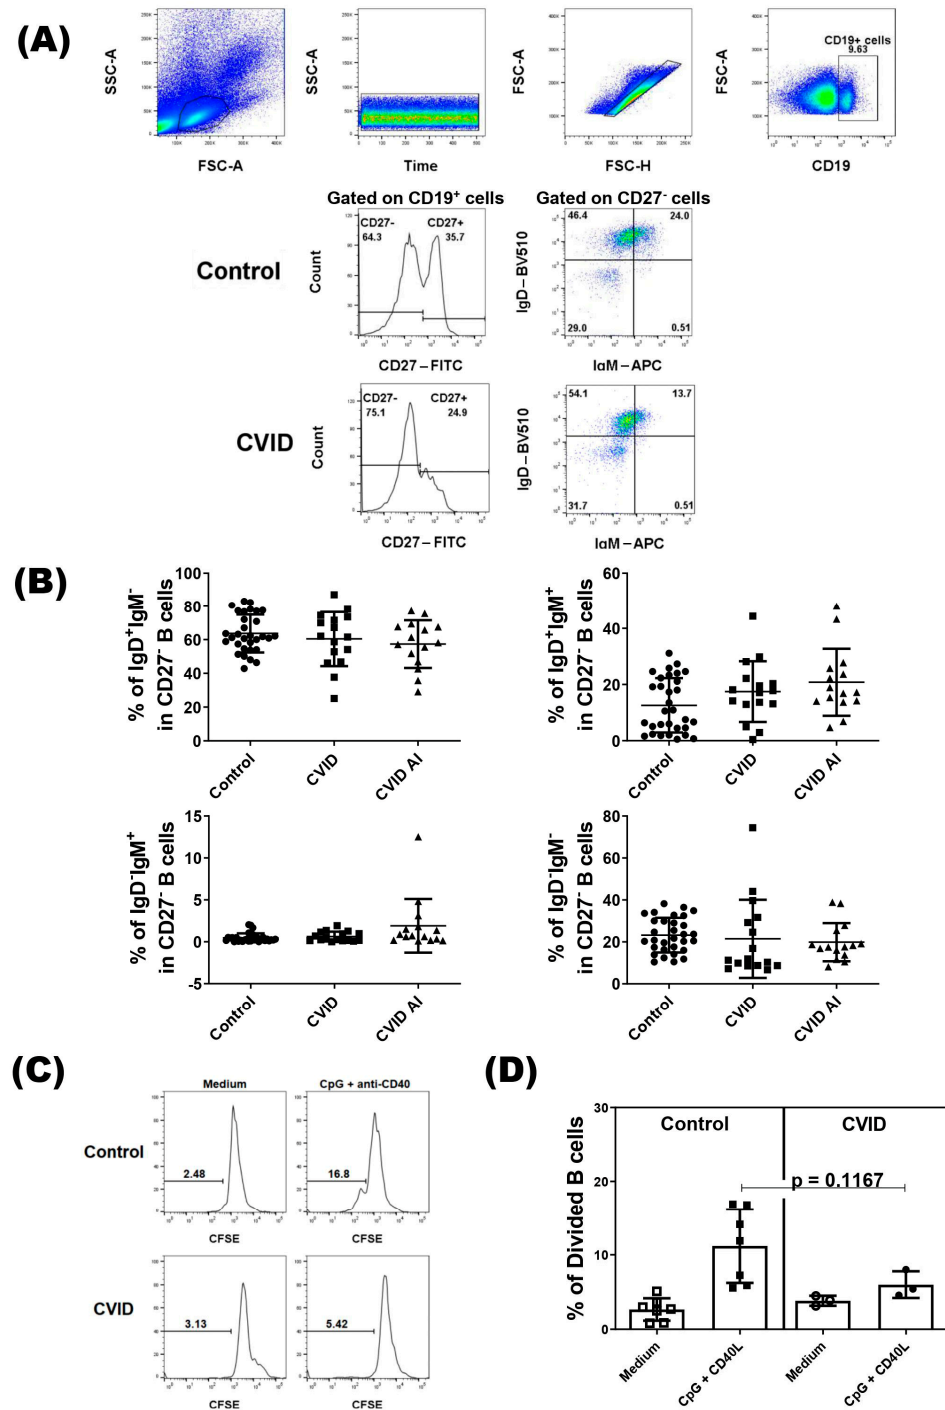 (A)
SSC-A
FSC-A
SSC-A
Time
FSC-A
FSC-H
FSC-A
CD19+ cells
9.63
CD19
Gated on CD19+ cells
Gated on CD27- cells
Control
Count
CD27-
64.3
CD27+
35.7
CD27–FITC
IgD–BV510
46.4
24.0
29.0
0.51
IgM–APC
CVID
Count
CD27-
75.1
CD27+
24.9
CD27–FITC
IgD–BV510
54.1
13.7
31.7
0.51
IgM–APC
(B)
% of IgD+IgM-
in CD27- B cells
100
80
60
40
20
0
Control
CVID
CVID AI
% of IgD+IgM+
in CD27- B cells
60
40
20
0
Control
CVID
CVID AI
% of IgD-IgM+
in CD27- B cells
15
10
5
0
-5
Control
CVID
CVID AI
% of IgD-IgM-
in CD27- B cells
80
60
40
20
0
Control
CVID
CVID AI
(C)
Medium
CpG + anti-CD40
Control
2.48
CFSE
16.8
CFSE
CVID
3.13
CFSE
5.42
CFSE
(D)
% of Divided B cells
30
20
10
0
Control
CVID
p = 0.1167
Medium
CpG + CD40L
Medium
CpG + CD40L